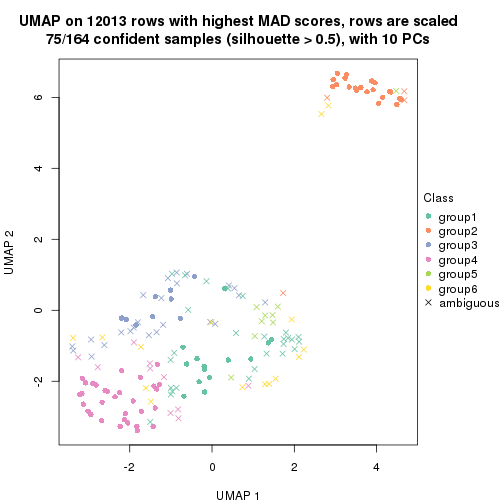 UMAP on 12013 rows with highest MAD scores, rows are scaled
75/164 confident samples (silhouette > 0.5), with 10 PCs
6
4
2
0
-2
UMAP 2
-2
0
2
4
UMAP 1
Class
group1
group2
group3
group4
group5
group6
ambiguous